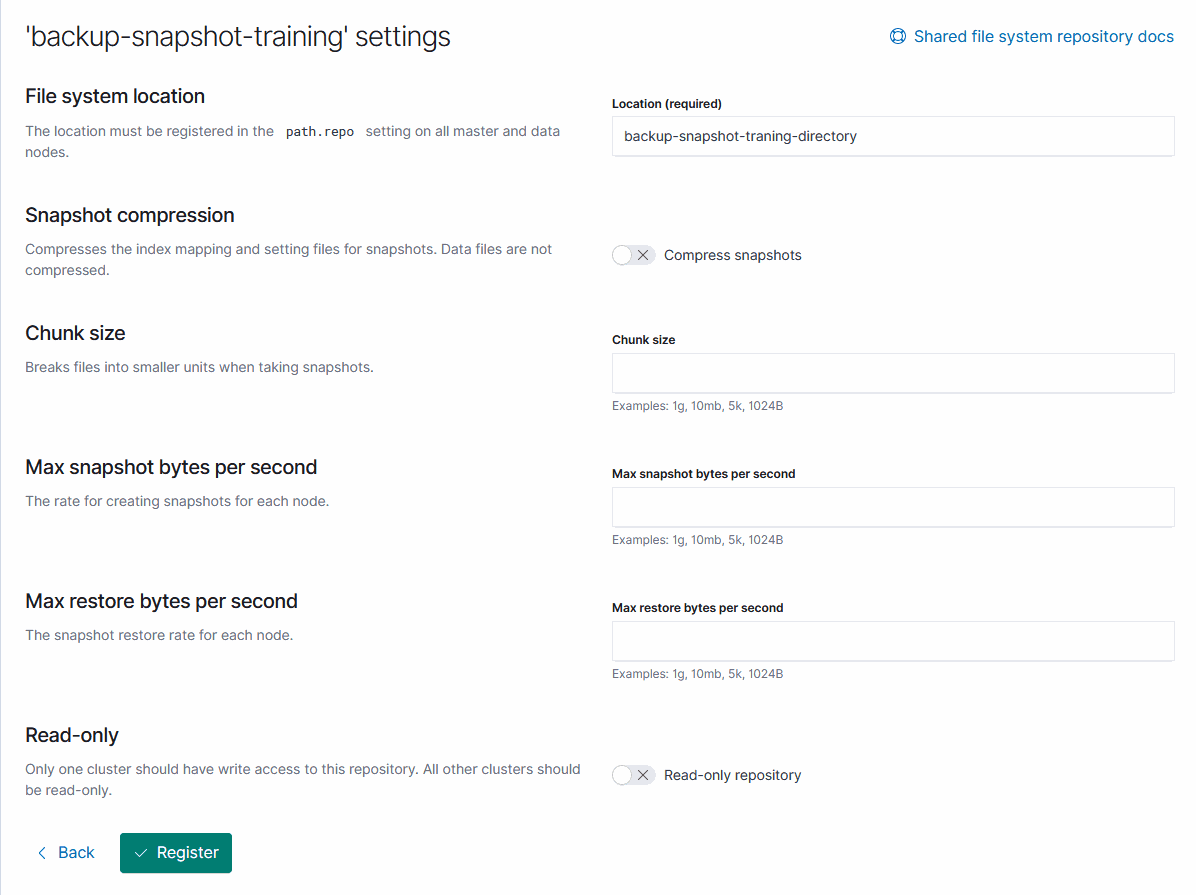 'backup-snapshot-training' settings
Shared file system repository docs
File system location
The location must be registered in the path.repo setting on all master and data
nodes.
Location (required)
backup-snapshot-traning-directory
Snapshot compression
Compresses the index mapping and setting files for snapshots. Data files are not
compressed.
Compress snapshots
Chunk size
Breaks files into smaller units when taking snapshots.
Chunk size
Examples: 1g, 10mb, 5k, 1024B
Max snapshot bytes per second
The rate for creating snapshots for each node.
Max snapshot bytes per second
Examples: 1g, 10mb, 5k, 1024B
Max restore bytes per second
The snapshot restore rate for each node.
Max restore bytes per second
Examples: 1g, 10mb, 5k, 1024B
Read-only
Only one cluster should have write access to this repository. All other clusters should
be read-only.
Read-only repository
Back
Register